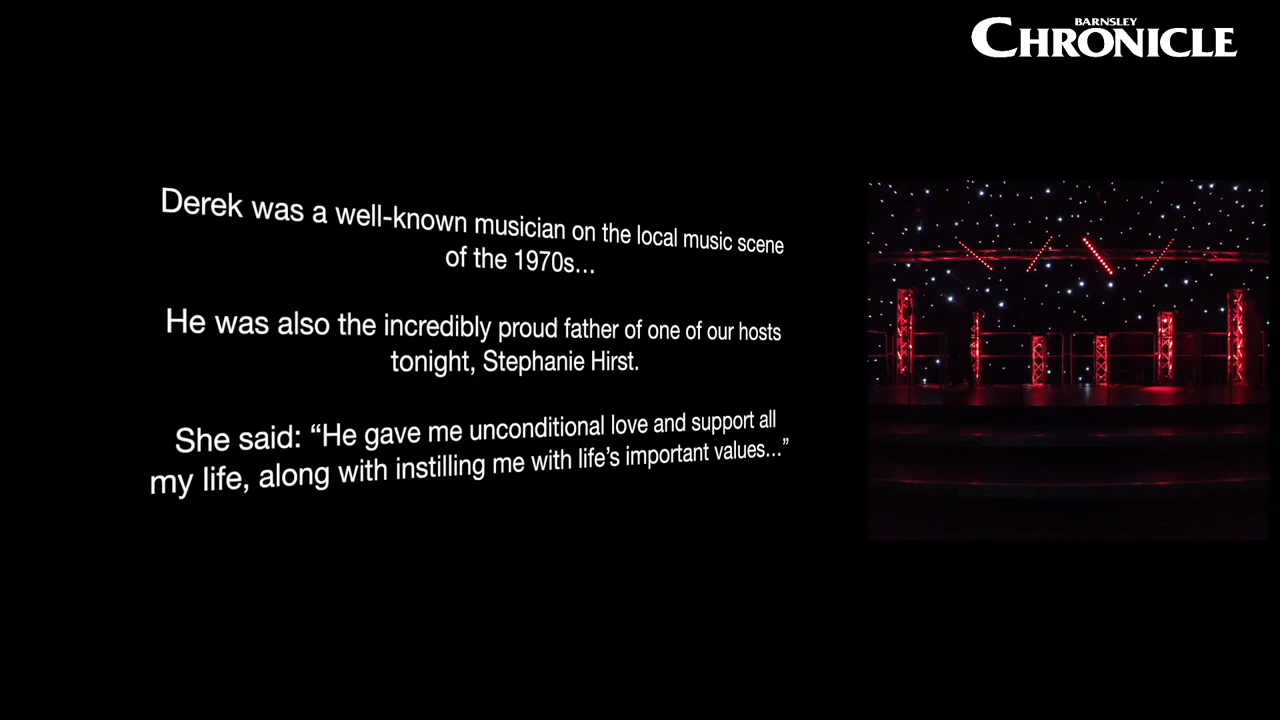 BARNSLEY
CHRONICLE
Derek was a well-known musician on the local music scene
of the 1970s...
He was also the incredibly proud father of one of our hosts
tonight, Stephanie Hirst.
She said: “He gave me unconditional love and support all
my life, along with instilling me with life’s important values...”